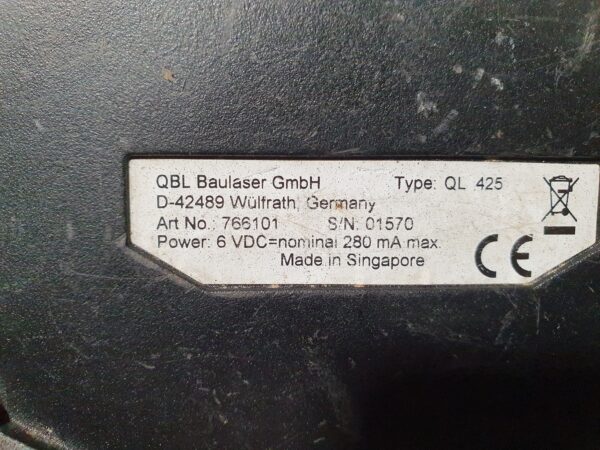 QBL Baulaser GmbH Type: QL 425
D-42489 Wülfrath, Germany
Art No.: 766101 S/N: 01570
Power: 6 VDC=nominal 280 mA max.
Made in Singapore
CE